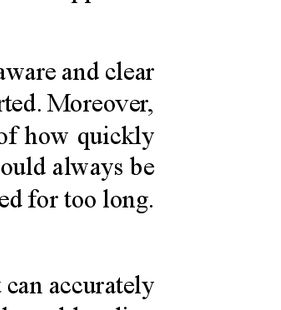 aware and clear
rted. Moreover,
of how quickly
ould always be
ed for too long.
can accurately